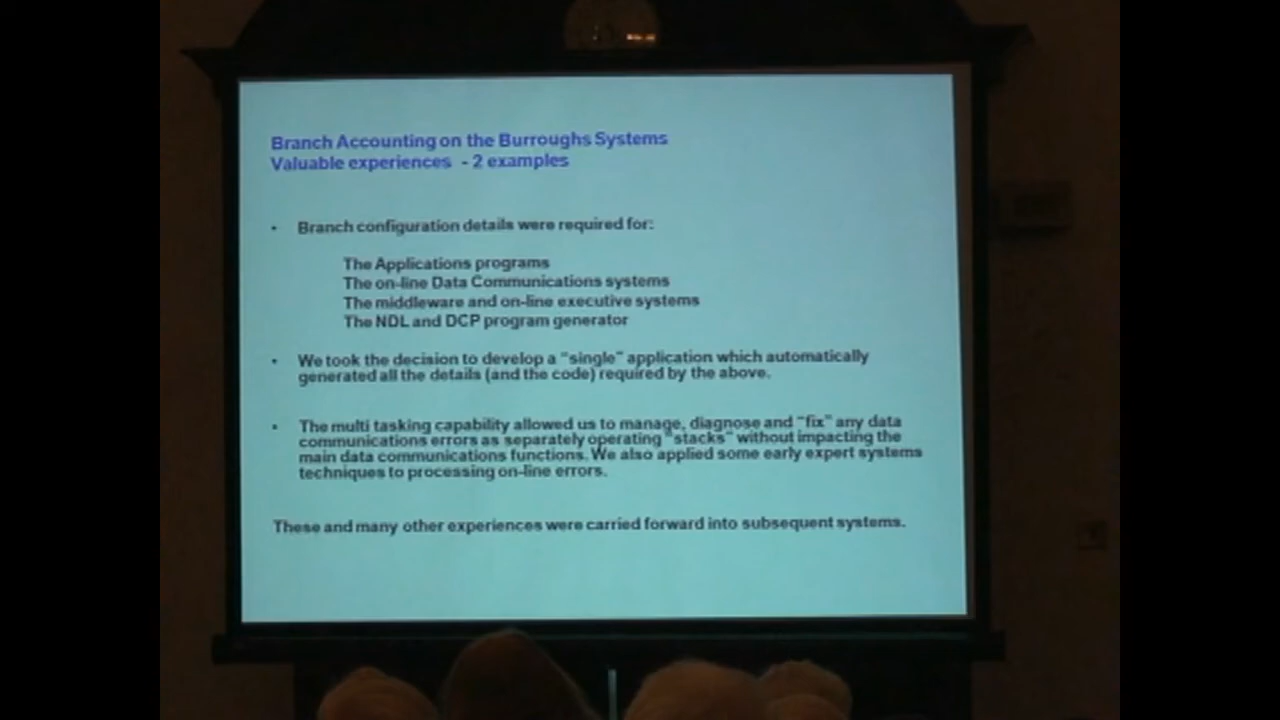 Branch Accounting on the Burroughs Systems
Valuable experiences - 2 examples
• Branch configuration details were required for:
The Applications programs
The on-line Data Communications systems
The middleware and on-line executive systems
The NDL and DCP program generator
• We took the decision to develop a "single" application which automatically
generated all the details (and the code) required by the above.
• The multi tasking capability allowed us to manage, diagnose and "fix" any data
communications errors as separately operating "stacks" without impacting the
main data communications functions. We also applied some early expert systems
techniques to processing on-line errors.
These and many other experiences were carried forward into subsequent systems.